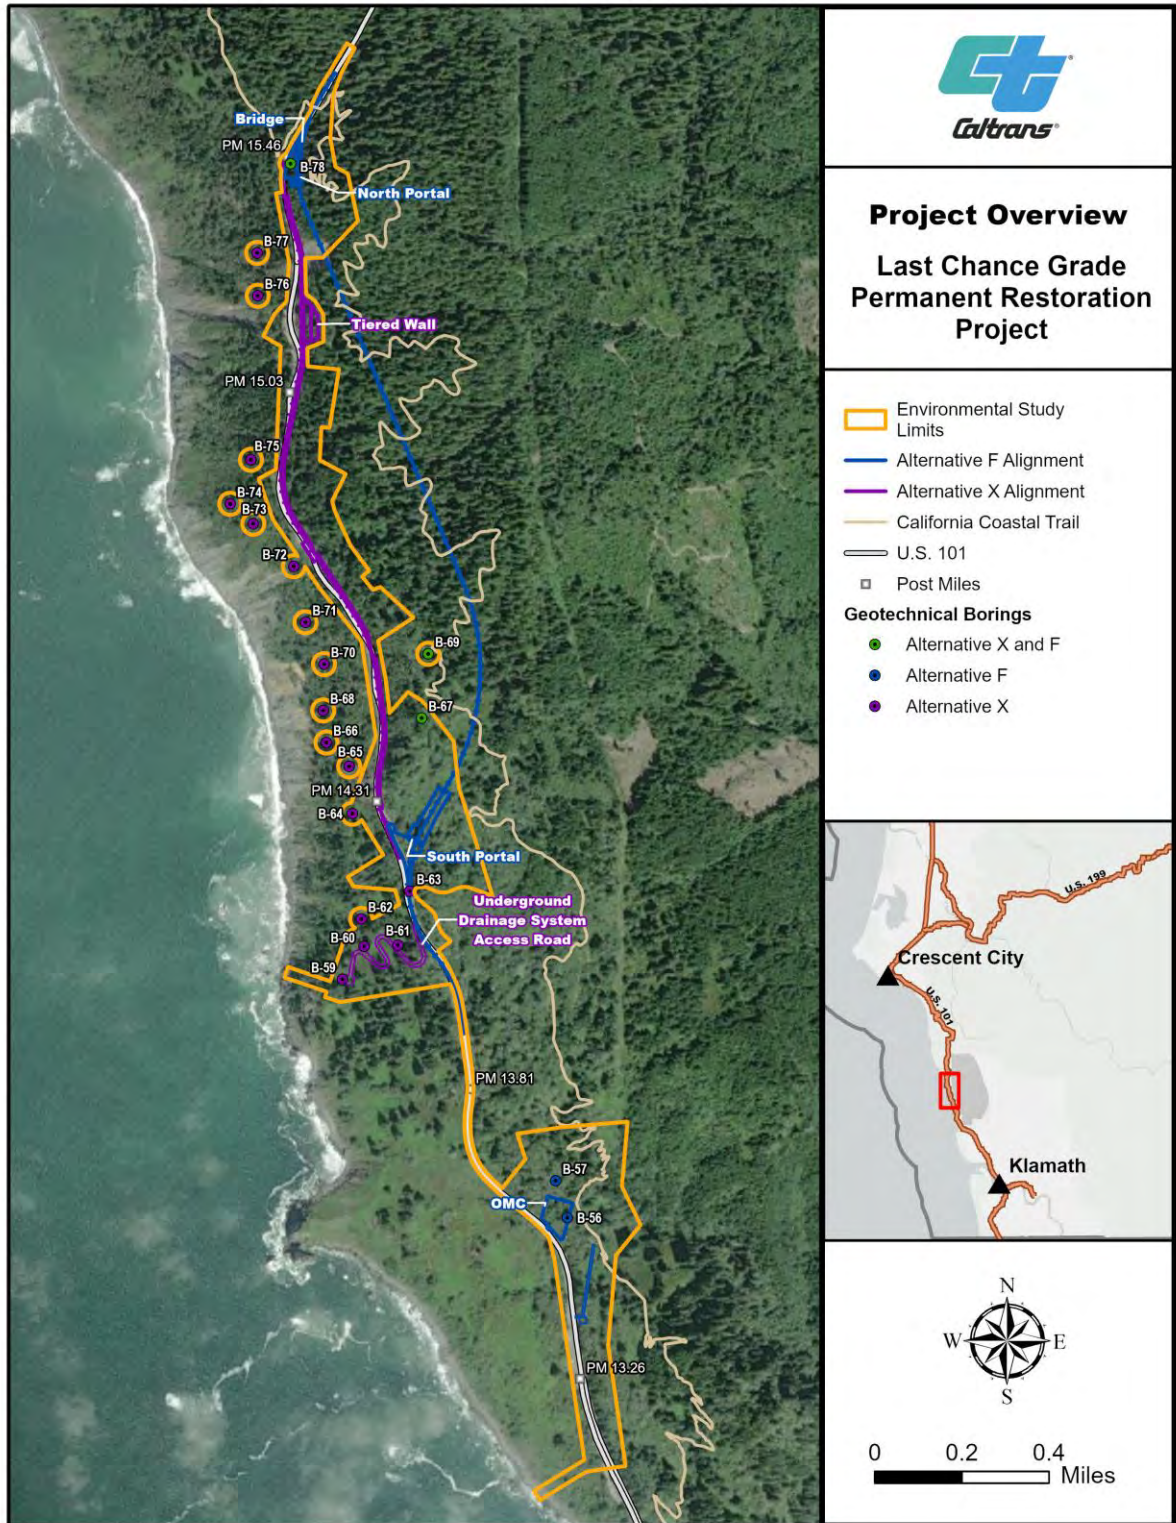 Bridge
PM 15.46
B-78
North Portal
B-77
B-76
Tiered Wall
PM 15.03
B-75
B-74
B-73
B-72
B-71
B-70
B-69
B-68
B-67
B-66
B-65
PM 14.31
B-64
South Portal
B-63
Underground
Drainage System
Access Road
B-62
B-61
B-60
B-59
PM 13.81
B-57
OMC
B-56
PM 13.26
Caltrans®
Project Overview
Last Chance Grade
Permanent Restoration
Project
Environmental Study
Limits
Alternative F Alignment
Alternative X Alignment
California Coastal Trail
U.S. 101
Post Miles
Geotechnical Borings
Alternative X and F
Alternative F
Alternative X
U.S. 199
Crescent City
U.S. 101
Klamath
N
W E
S
0 0.2 0.4
Miles